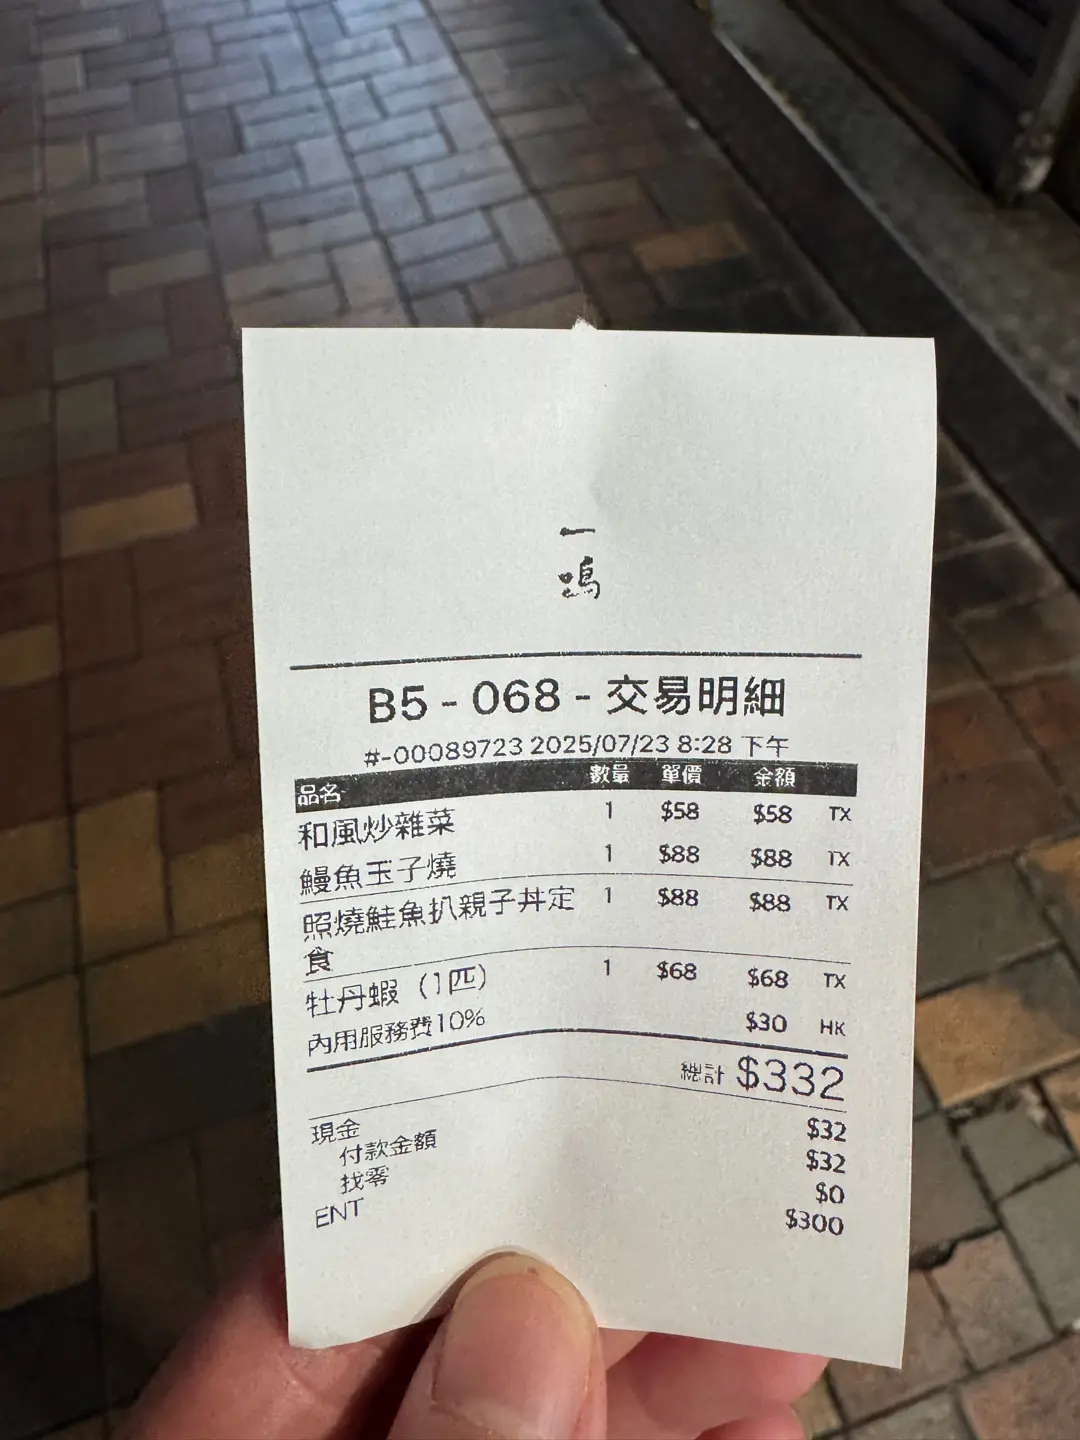 一
鳴
B5 - 068 - 交易明細
#-00089723 2025/07/23 8:28 下午
品名 數量 單價 金額
和風炒雜菜 1 $58 $58 TX
鰻魚玉子燒 1 $88 $88 TX
照燒鮭魚扒親子丼定 1 $88 $88 TX
食
牡丹蝦 (1匹) 1 $68 $68 TX
內用服務費10% $30 HK
總計 $332
現金 $32
付款金額 $32
找零 $0
ENT $300